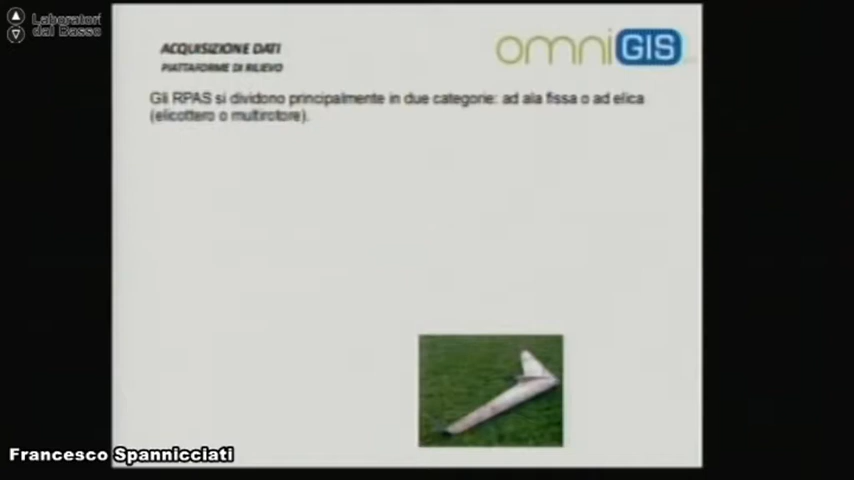 Laboratori
dal Basso
ACQUISIZIONE DATI
PIATTAFORME DI RILIEVO
omniGIS
Gli RPAS si dividono principalmente in due categorie: ad ala fissa o ad elica
(elicottero o multirotore).
Francesco Spannicciati